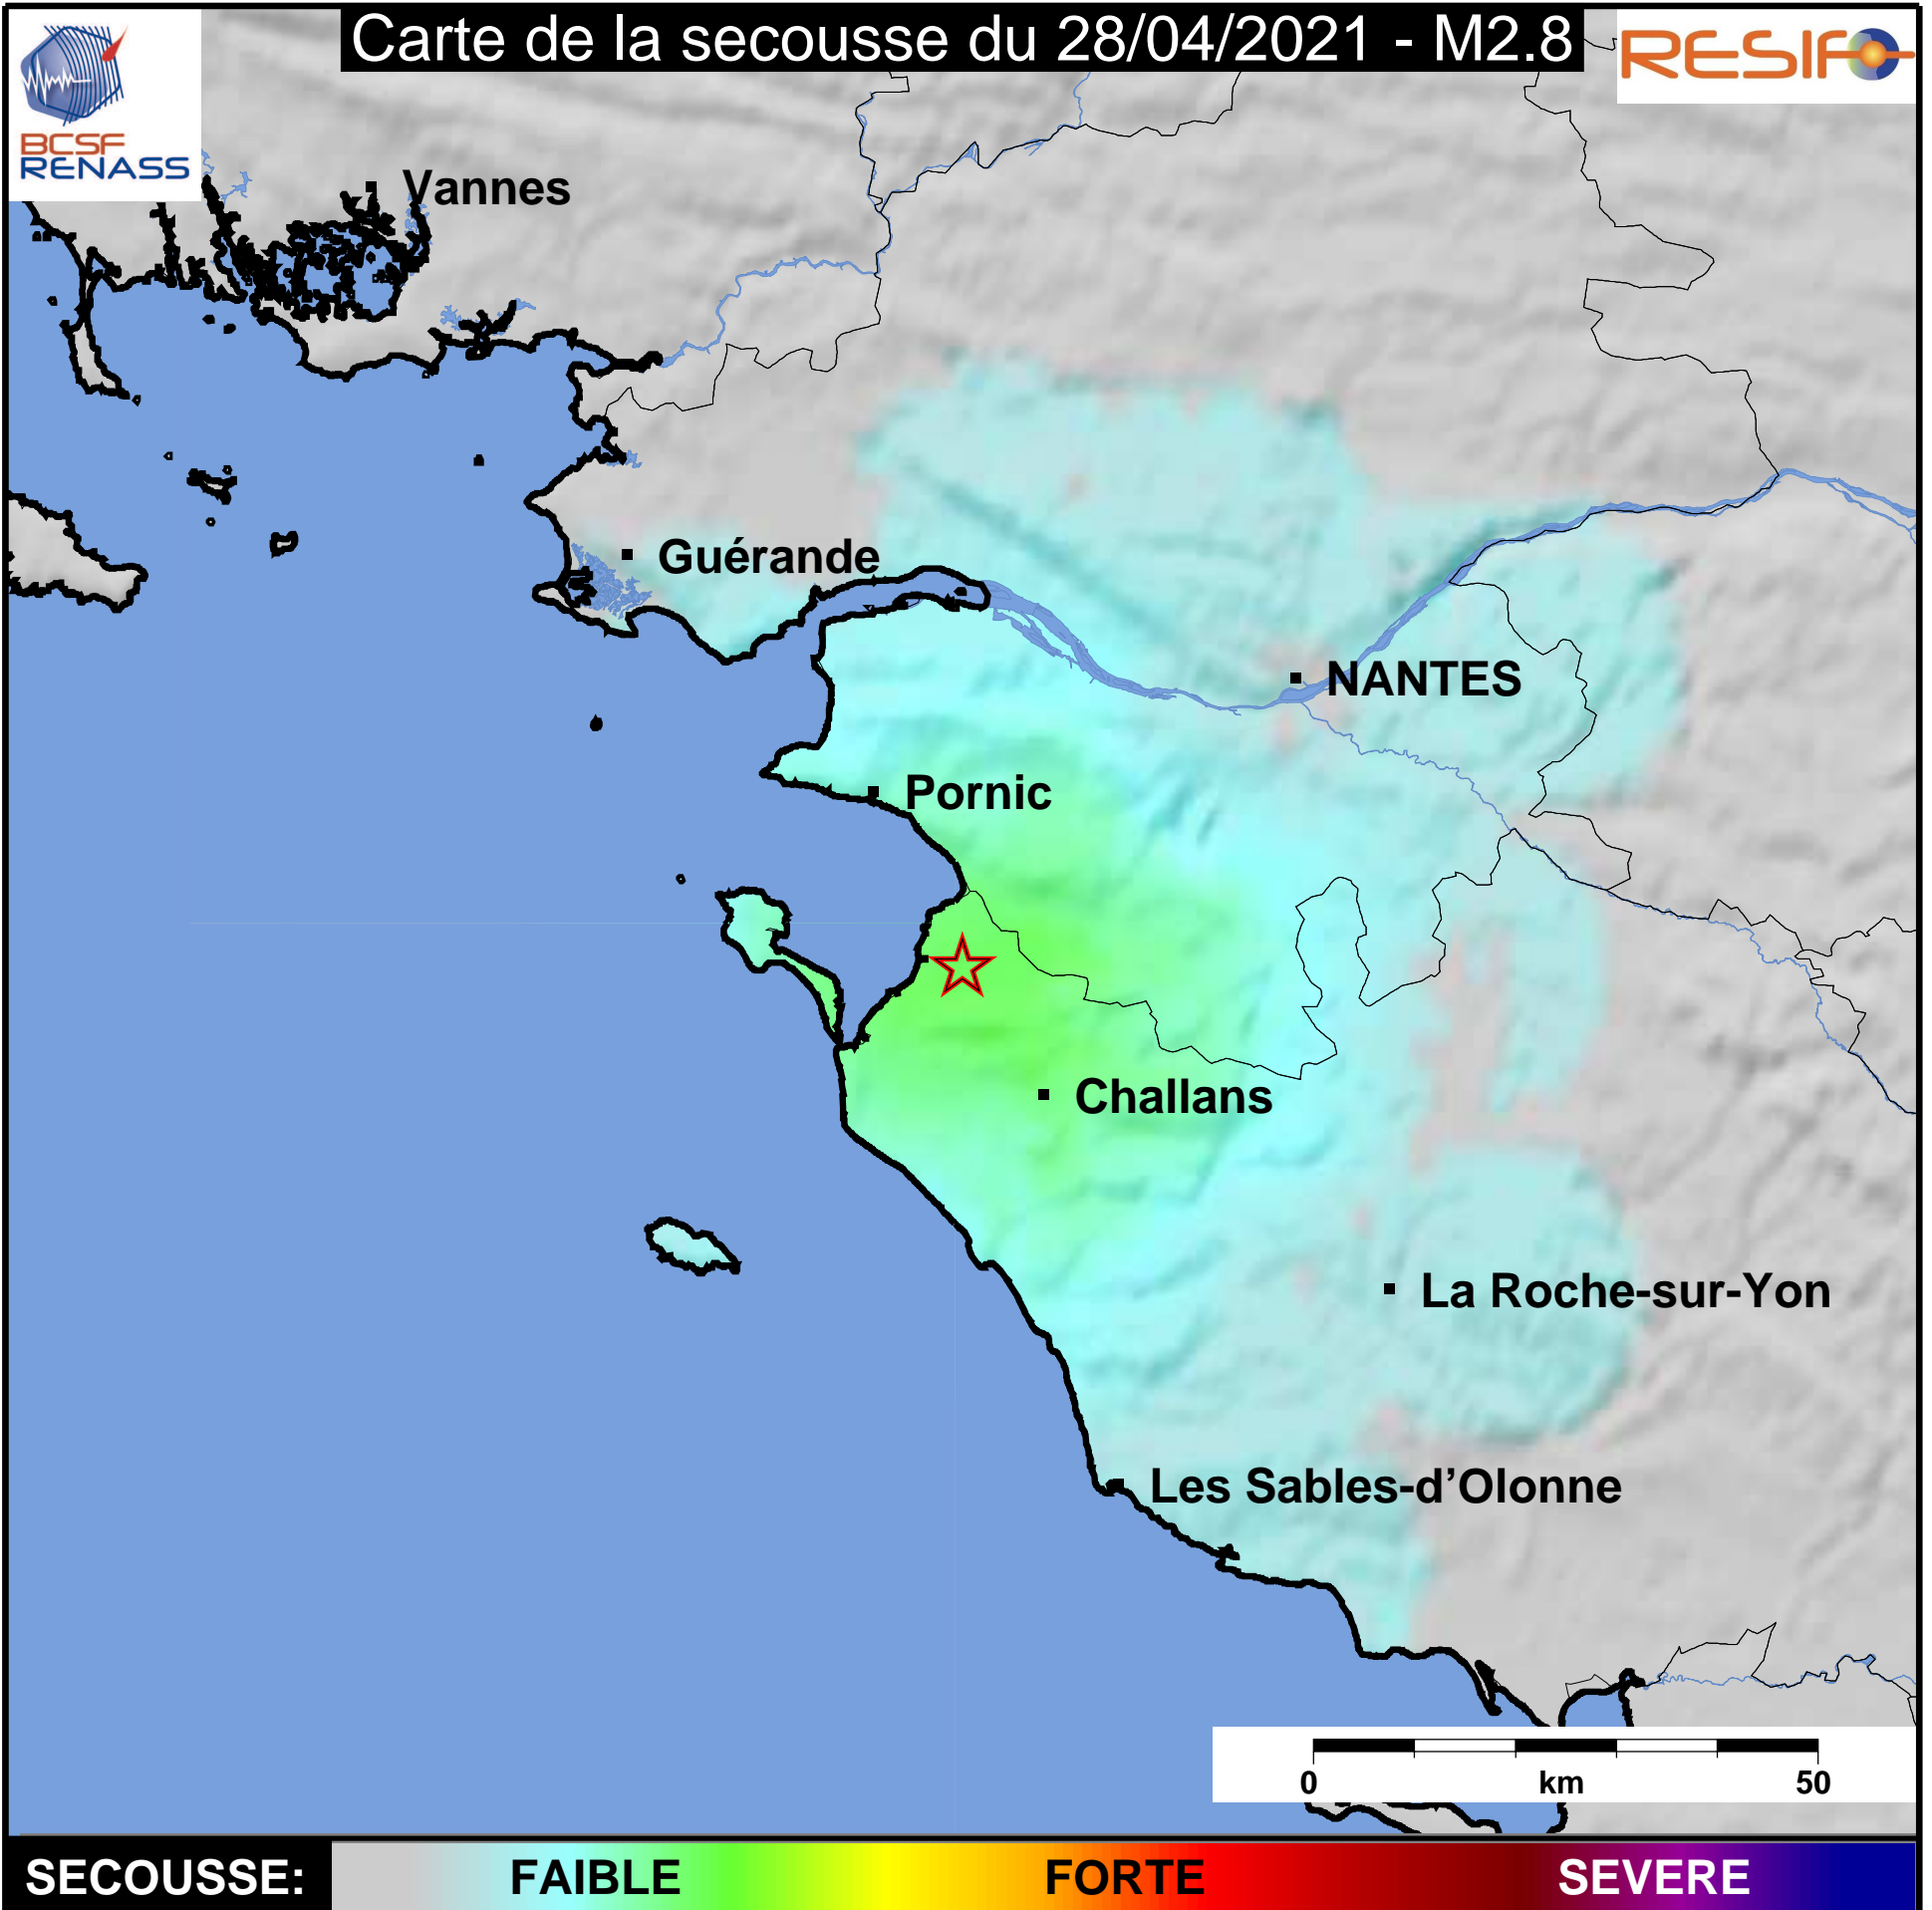 Carte de la secousse du 28/04/2021 - M2.8
RESIF
BCSF
RENASS
Vannes
Guérande
NANTES
Pornic
Challans
La Roche-sur-Yon
Les Sables-d’Olonne
0 km 50
SECOUSSE: FAIBLE FORTE SEVERE